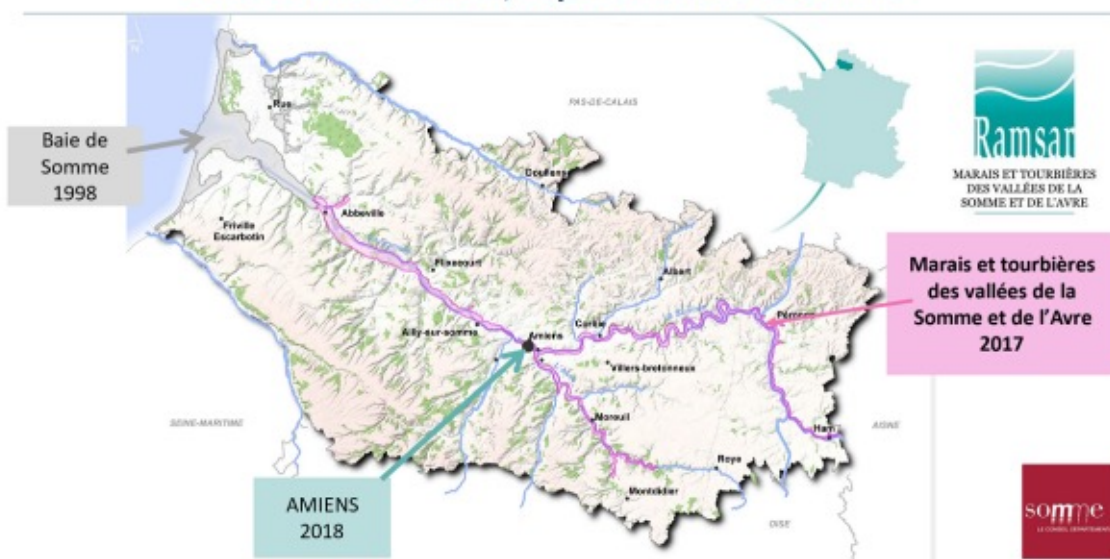 Baie de
Somme
1998
Rue
PAS-DE-CALAIS
Doullens
Abbeville
Friville
Escarbotin
Flixecourt
Albert
Ailly-sur-somme
Amiens
Corbie
Péronne
Villers-bretonneux
Moreuil
Ham
Roye
Montdidier
SEINE-MARITIME
AISNE
OISE
AMIENS
2018
Ramsar
MARAIS ET TOURBIÈRES
DES VALLÉES DE LA
SOMME ET DE L'AVRE
Marais et tourbières
des vallées de la
Somme et de l'Avre
2017
somme
LE CONSEIL DÉPARTEMENTAL